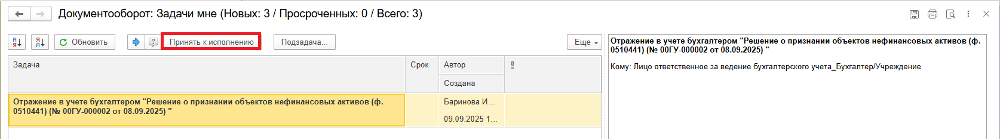 Документооборот: Задачи мне (Новых: 3 / Просроченных: 0 / Всего: 3)
А Я
Я А
Обновить
Принять к исполнению
Подзадача...
Еще
Задача
Срок
Автор
Создана
Отражение в учете бухгалтером "Решение о признании объектов нефинансовых активов (ф.
0510441) (№ 00ГУ-000002 от 08.09.2025) "
Баринова И...
09.09.2025 1...
Отражение в учете бухгалтером "Решение о признании объектов нефинансовых активов (ф.
0510441) (№ 00ГУ-000002 от 08.09.2025) "
Кому: Лицо ответственное за ведение бухгалтерского учета_Бухгалтер/Учреждение